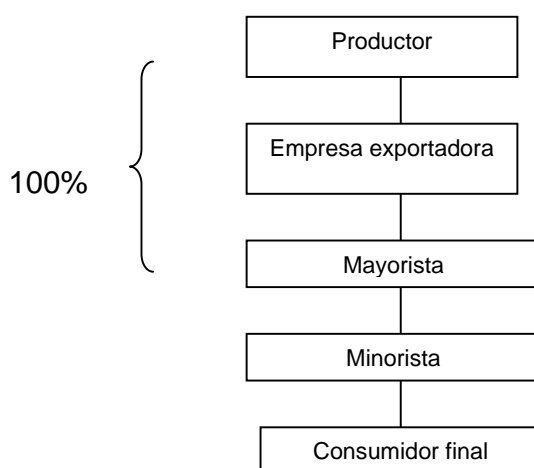 Productor
Empresa exportadora
100%
Mayorista
Minorista
Consumidor final